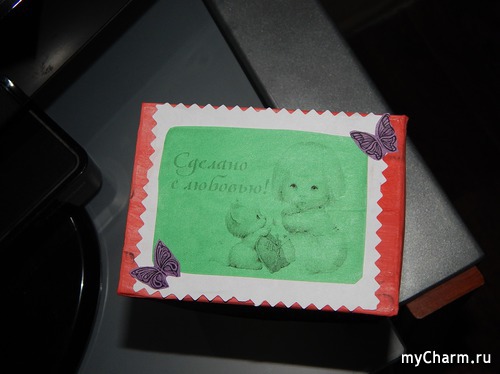 Сделано
с любовью!
myCharm.ru